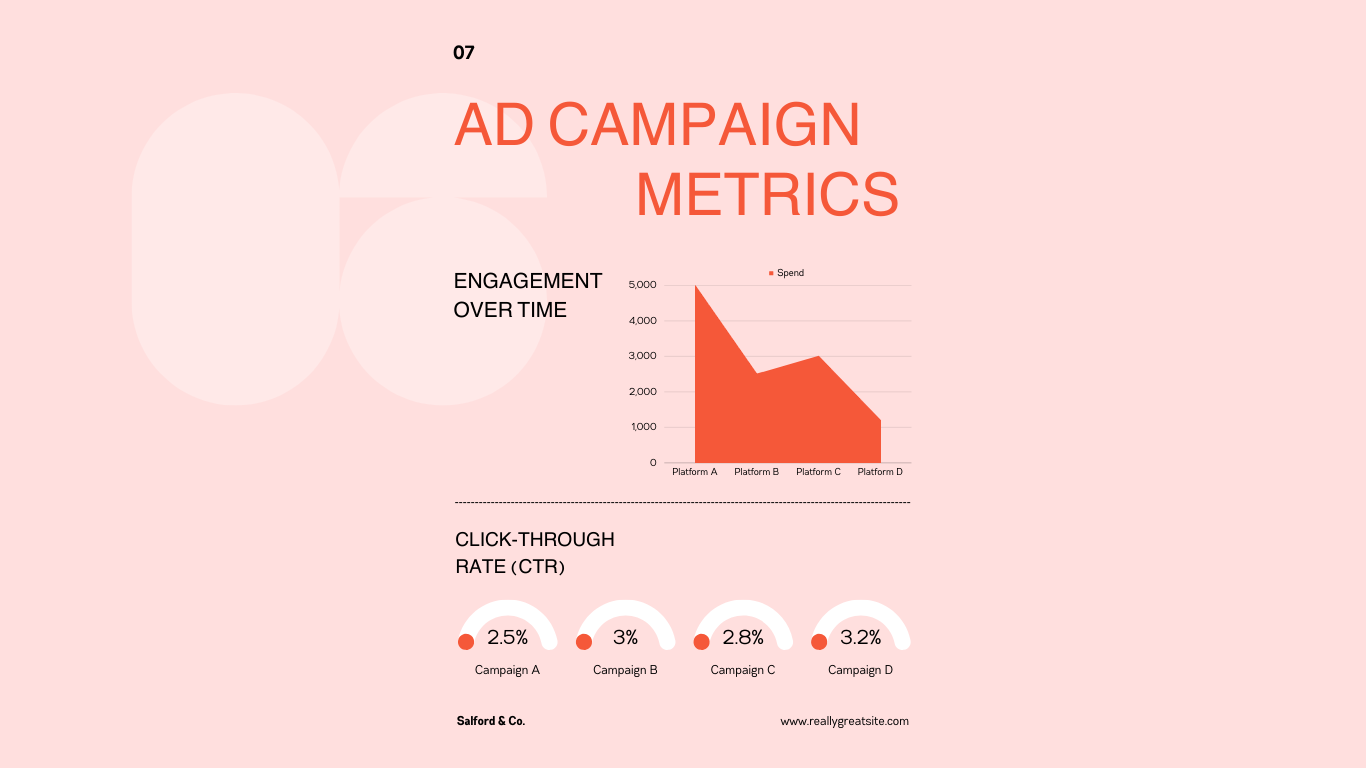 07
AD CAMPAIGN
METRICS
ENGAGEMENT
OVER TIME
Spend
5,000
4,000
3,000
2,000
1,000
0
Platform A Platform B Platform C Platform D
CLICK-THROUGH
RATE (CTR)
2.5% 3% 2.8% 3.2%
Campaign A Campaign B Campaign C Campaign D
Salford & Co. www.reallygreatsite.com